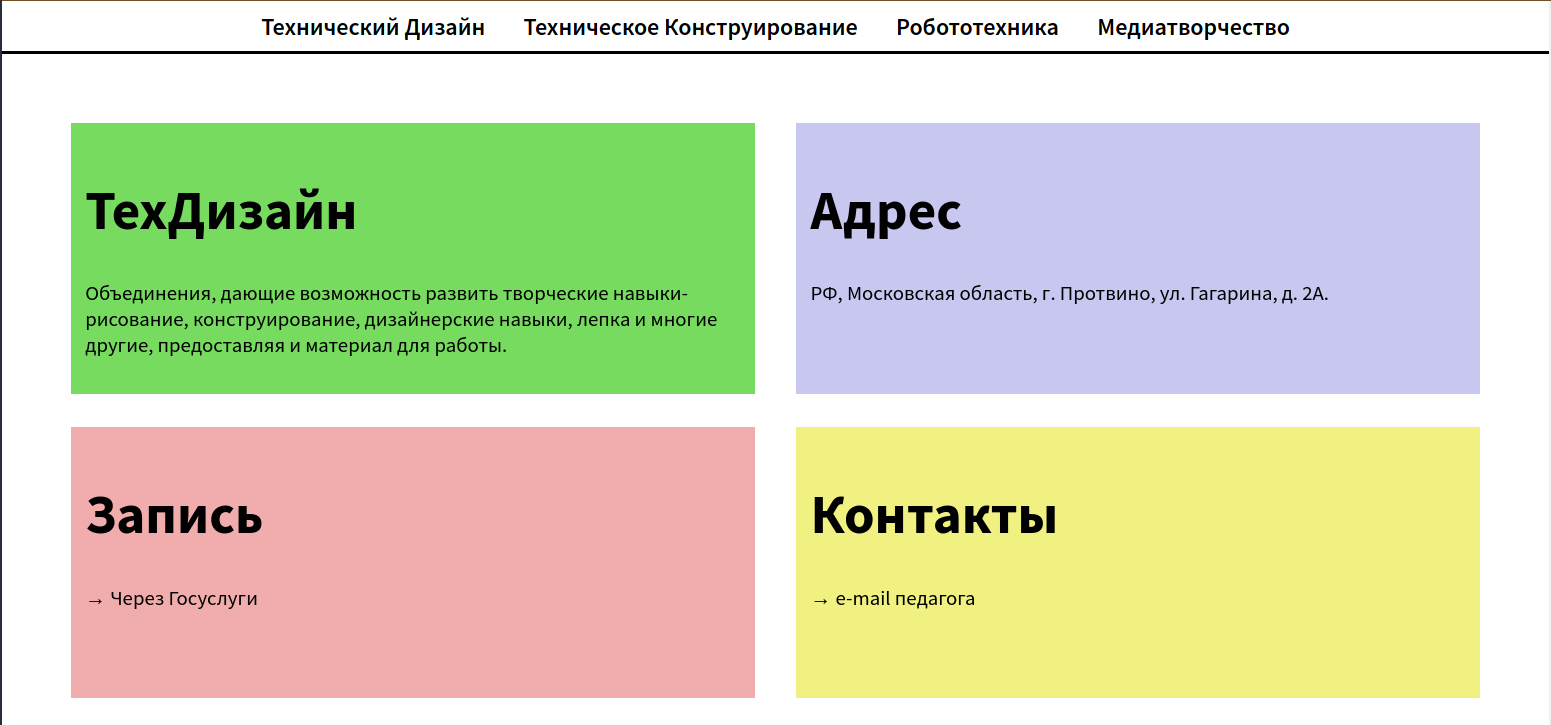 Технический Дизайн Техническое Конструирование Робототехника Медиатворчество
ТехДизайн
Объединения, дающие возможность развить творческие навыки-
рисование, конструирование, дизайнерские навыки, лепка и многие
другие, предоставляя и материал для работы.
Адрес
РФ, Московская область, г. Протвино, ул. Гагарина, д. 2А.
Запись
→ Через Госуслуги
Контакты
→ e-mail педагога